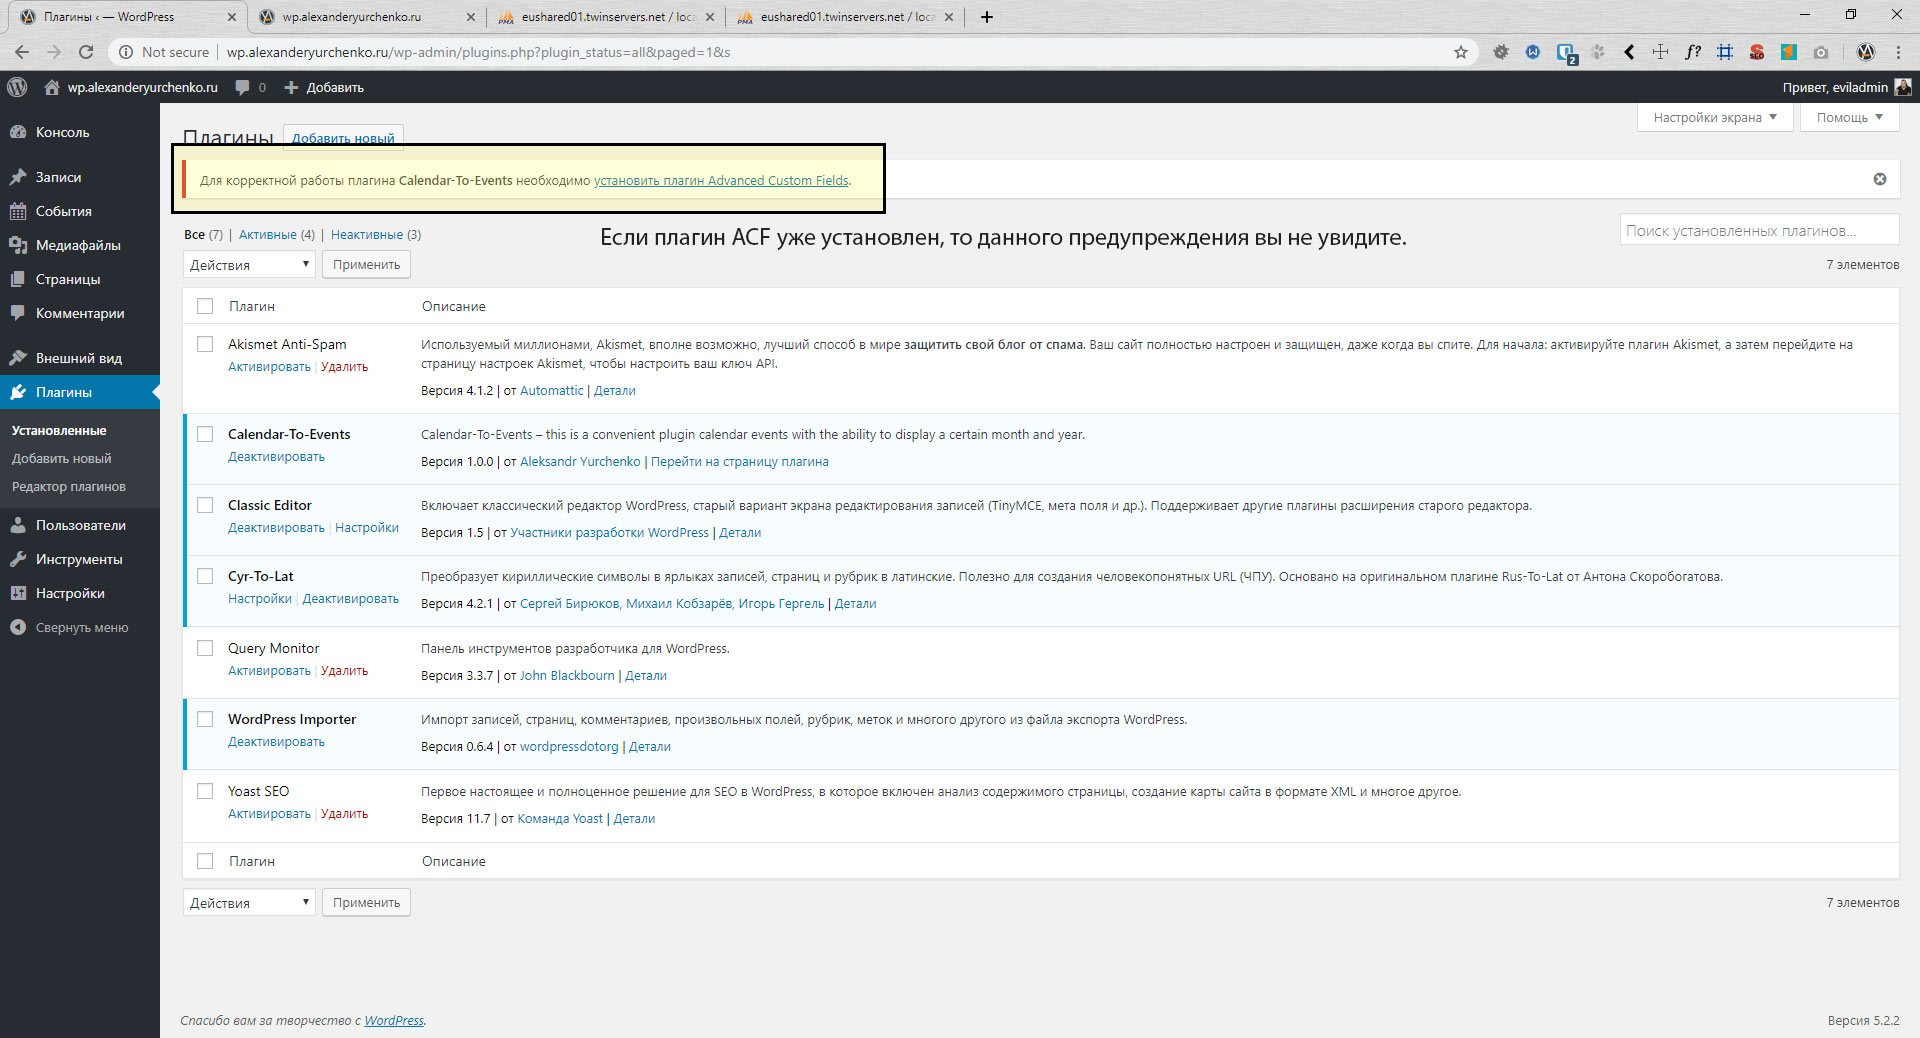 Плагины ‹ — WordPress
wp.alexanderyurchenko.ru
eushared01.twinservers.net / loca
eushared01.twinservers.net / loca
Not secure
wp.alexanderyurchenko.ru/wp-admin/plugins.php?plugin_status=all&paged=1&s
2
f?
SEO
wp.alexanderyurchenko.ru
0
Добавить
Привет, eviladmin
Консоль
Записи
События
Медиафайлы
Страницы
Комментарии
Внешний вид
Плагины
Установленные
Добавить новый
Редактор плагинов
Пользователи
Инструменты
Настройки
Свернуть меню
Настройки экрана
Помощь
Плагины
Добавить новый
Для корректной работы плагина Calendar-To-Events необходимо установить плагин Advanced Custom Fields.
Все (7) | Активные (4) | Неактивные (3)
Если плагин ACF уже установлен, то данного предупреждения вы не увидите.
Поиск установленных плагинов...
Действия
Применить
7 элементов
Плагин
Описание
Akismet Anti-Spam
Активировать | Удалить
Используемый миллионами, Akismet, вполне возможно, лучший способ в мире защитить свой блог от спама. Ваш сайт полностью настроен и защищен, даже когда вы спите. Для начала: активируйте плагин Akismet, а затем перейдите на
страницу настроек Akismet, чтобы настроить ваш ключ API.
Версия 4.1.2 | от Automattic | Детали
Calendar-To-Events
Деактивировать
Calendar-To-Events – this is a convenient plugin calendar events with the ability to display a certain month and year.
Версия 1.0.0 | от Aleksandr Yurchenko | Перейти на страницу плагина
Classic Editor
Деактивировать | Настройки
Включает классический редактор WordPress, старый вариант экрана редактирования записей (TinyMCE, мета поля и др.). Поддерживает другие плагины расширения старого редактора.
Версия 1.5 | от Участники разработки WordPress | Детали
Cyr-To-Lat
Настройки | Деактивировать
Преобразует кириллические символы в ярлыках записей, страниц и рубрик в латинские. Полезно для создания человекопонятных URL (ЧПУ). Основано на оригинальном плагине Rus-To-Lat от Антона Скоробогатова.
Версия 4.2.1 | от Сергей Бирюков, Михаил Кобзарёв, Игорь Гергель | Детали
Query Monitor
Активировать | Удалить
Панель инструментов разработчика для WordPress.
Версия 3.3.7 | от John Blackbourn | Детали
WordPress Importer
Деактивировать
Импорт записей, страниц, комментариев, произвольных полей, рубрик, меток и многого другого из файла экспорта WordPress.
Версия 0.6.4 | от wordpressdotorg | Детали
Yoast SEO
Активировать | Удалить
Первое настоящее и полноценное решение для SEO в WordPress, в которое включен анализ содержимого страницы, создание карты сайта в формате XML и многое другое.
Версия 11.7 | от Команда Yoast | Детали
Плагин
Описание
Действия
Применить
7 элементов
Спасибо вам за творчество с WordPress.
Версия 5.2.2